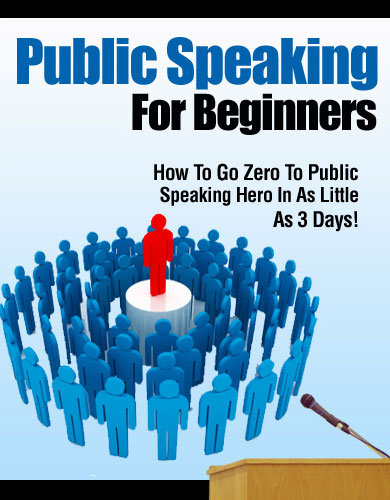 Public Speaking
For Beginners
How To Go Zero To Public
Speaking Hero In As Little
As 3 Days!